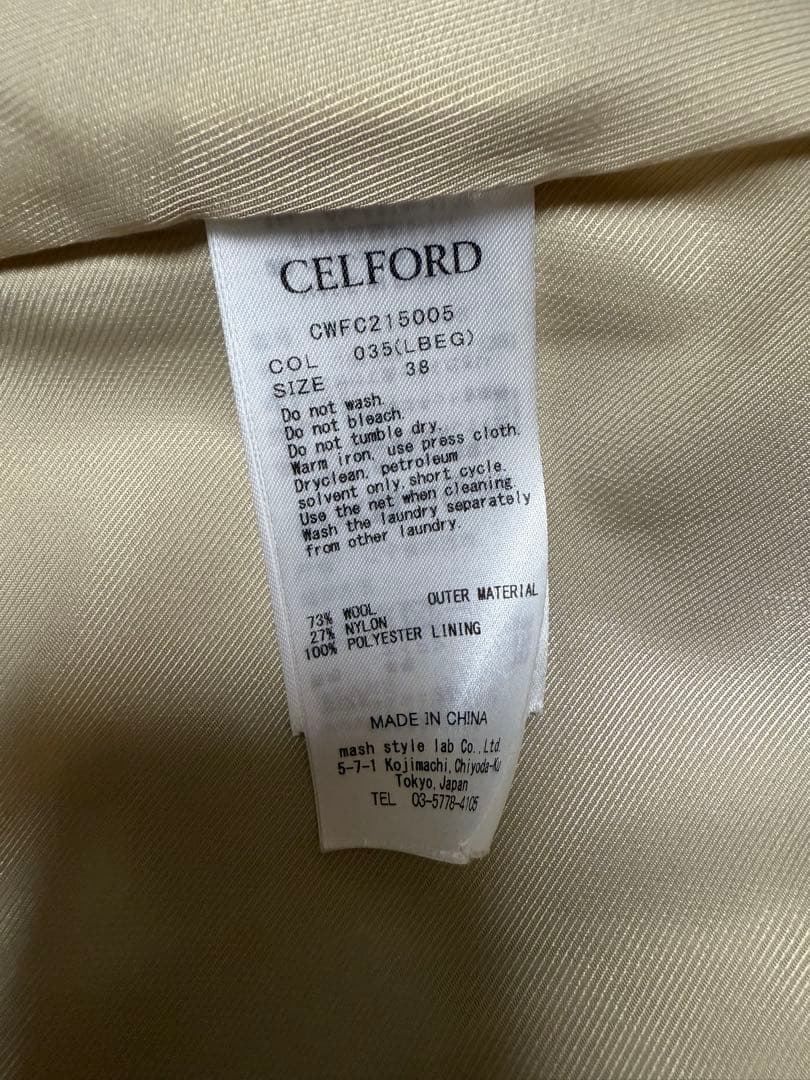 CELFORD
CWFC215005
COL 035(LBEG)
SIZE 38
Do not wash.
Do not bleach.
Do not tumble dry.
Warm iron, use press cloth.
Dryclean, petroleum
solvent only, short cycle.
Use the net when cleaning.
Wash the laundry separately
from other laundry.
OUTER MATERIAL
73% WOOL
27% NYLON
100% POLYESTER LINING
MADE IN CHINA
mash style lab Co., Ltd.
5-7-1 Kojimachi, Chiyoda-Ku
Tokyo, Japan
TEL 03-5778-4105